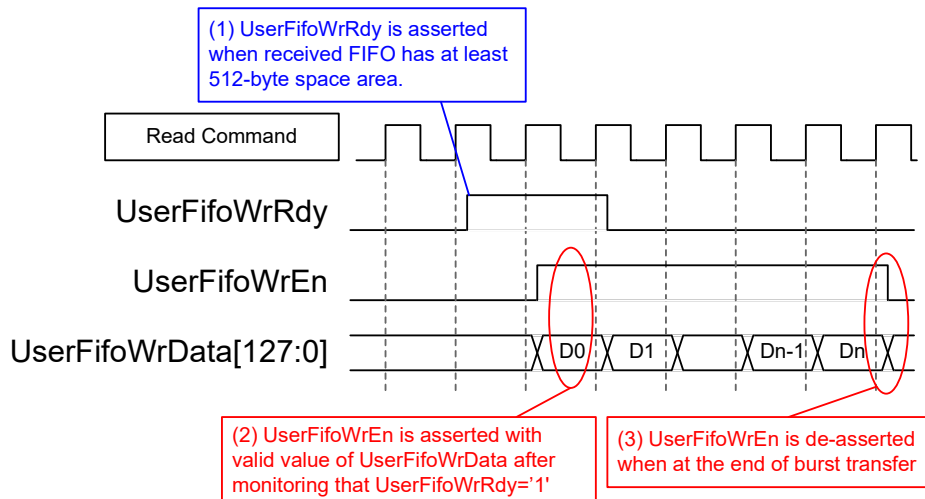 (1) UserFifoWrRdy is asserted
when received FIFO has at least
512-byte space area.
Read Command
UserFifoWrRdy
UserFifoWrEn
UserFifoWrData[127:0]
D0
D1
Dn-1
Dn
(2) UserFifoWrEn is asserted with
valid value of UserFifoWrData after
monitoring that UserFifoWrRdy=’1'
(3) UserFifoWrEn is de-asserted
when at the end of burst transfer